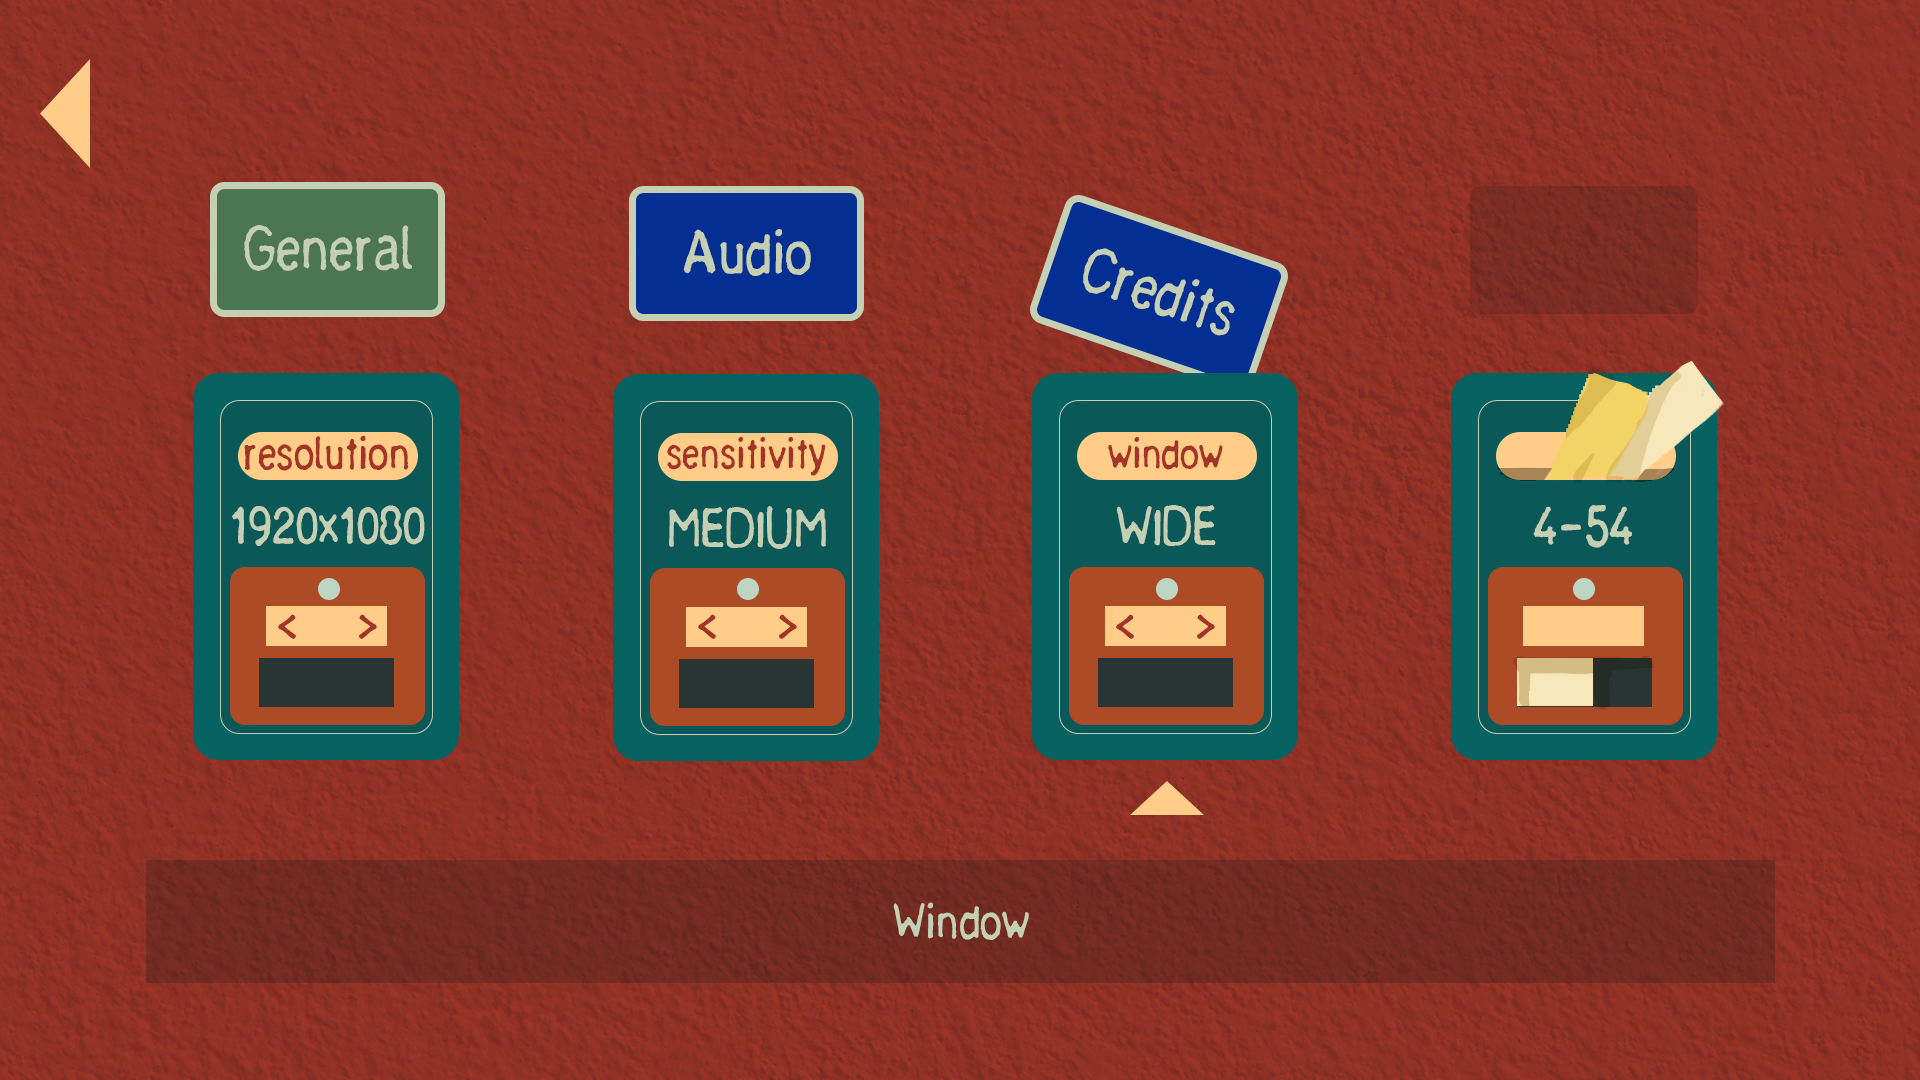 General
Audio
Credits
resolution
1920x1080
< >
sensitivity
MEDIUM
< >
window
WIDE
< >
4-54
Window